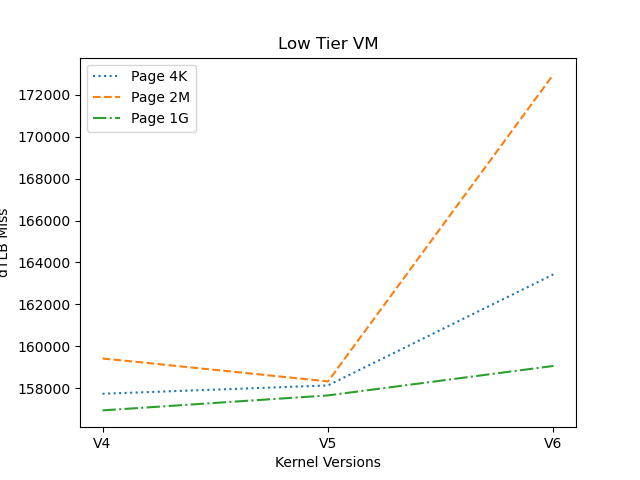 Low Tier VM
Page 4K
Page 2M
Page 1G
172000
170000
168000
166000
164000
162000
160000
158000
dTLB Miss
V4
V5
V6
Kernel Versions